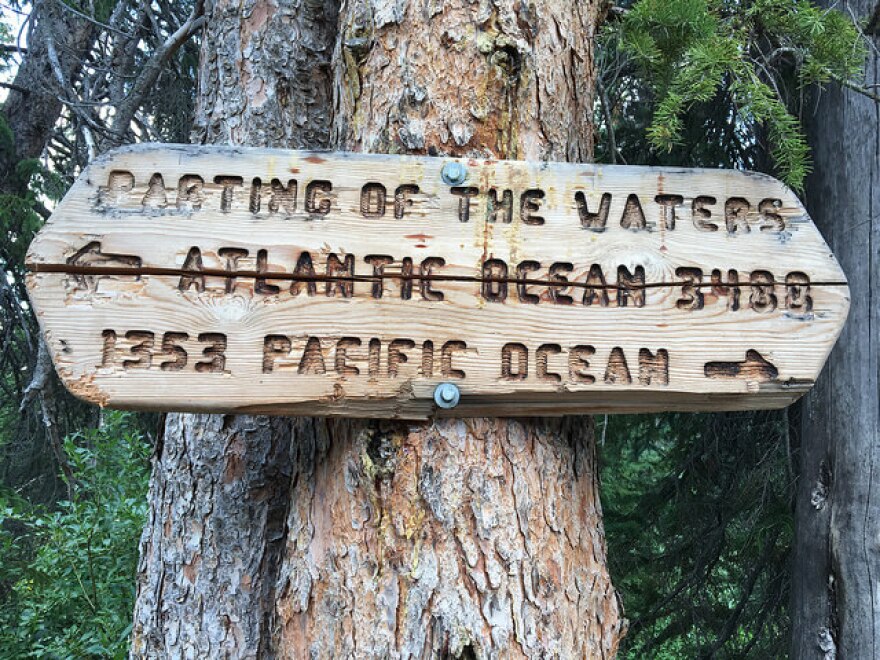 PARTING OF THE WATERS
← ATLANTIC OCEAN 3488
1353 PACIFIC OCEAN →